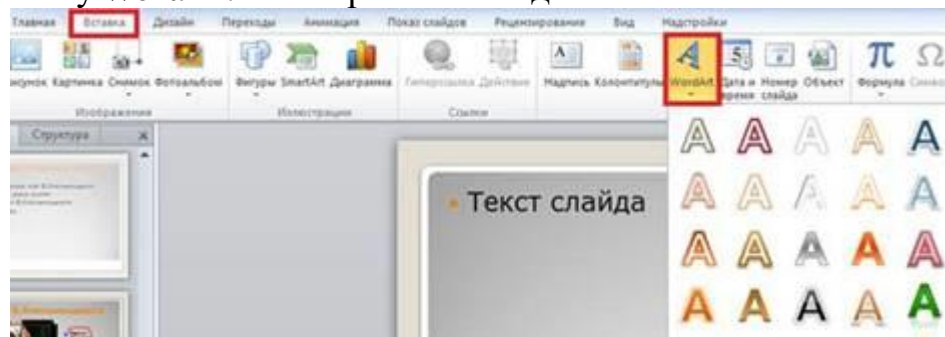 Главная Вставка Дизайн Переходы Анимация Показ слайдов Рецензирование Вид Надстройки
Рисунок Картинка Снимок Фотоальбом Фигуры SmartArt Диаграмма Гиперссылка Действие Надпись Колонтитулы WordArt Дата и время Номер слайда Объект Формула Символ
Изображения Иллюстрации Ссылки
Структура
Текст слайда